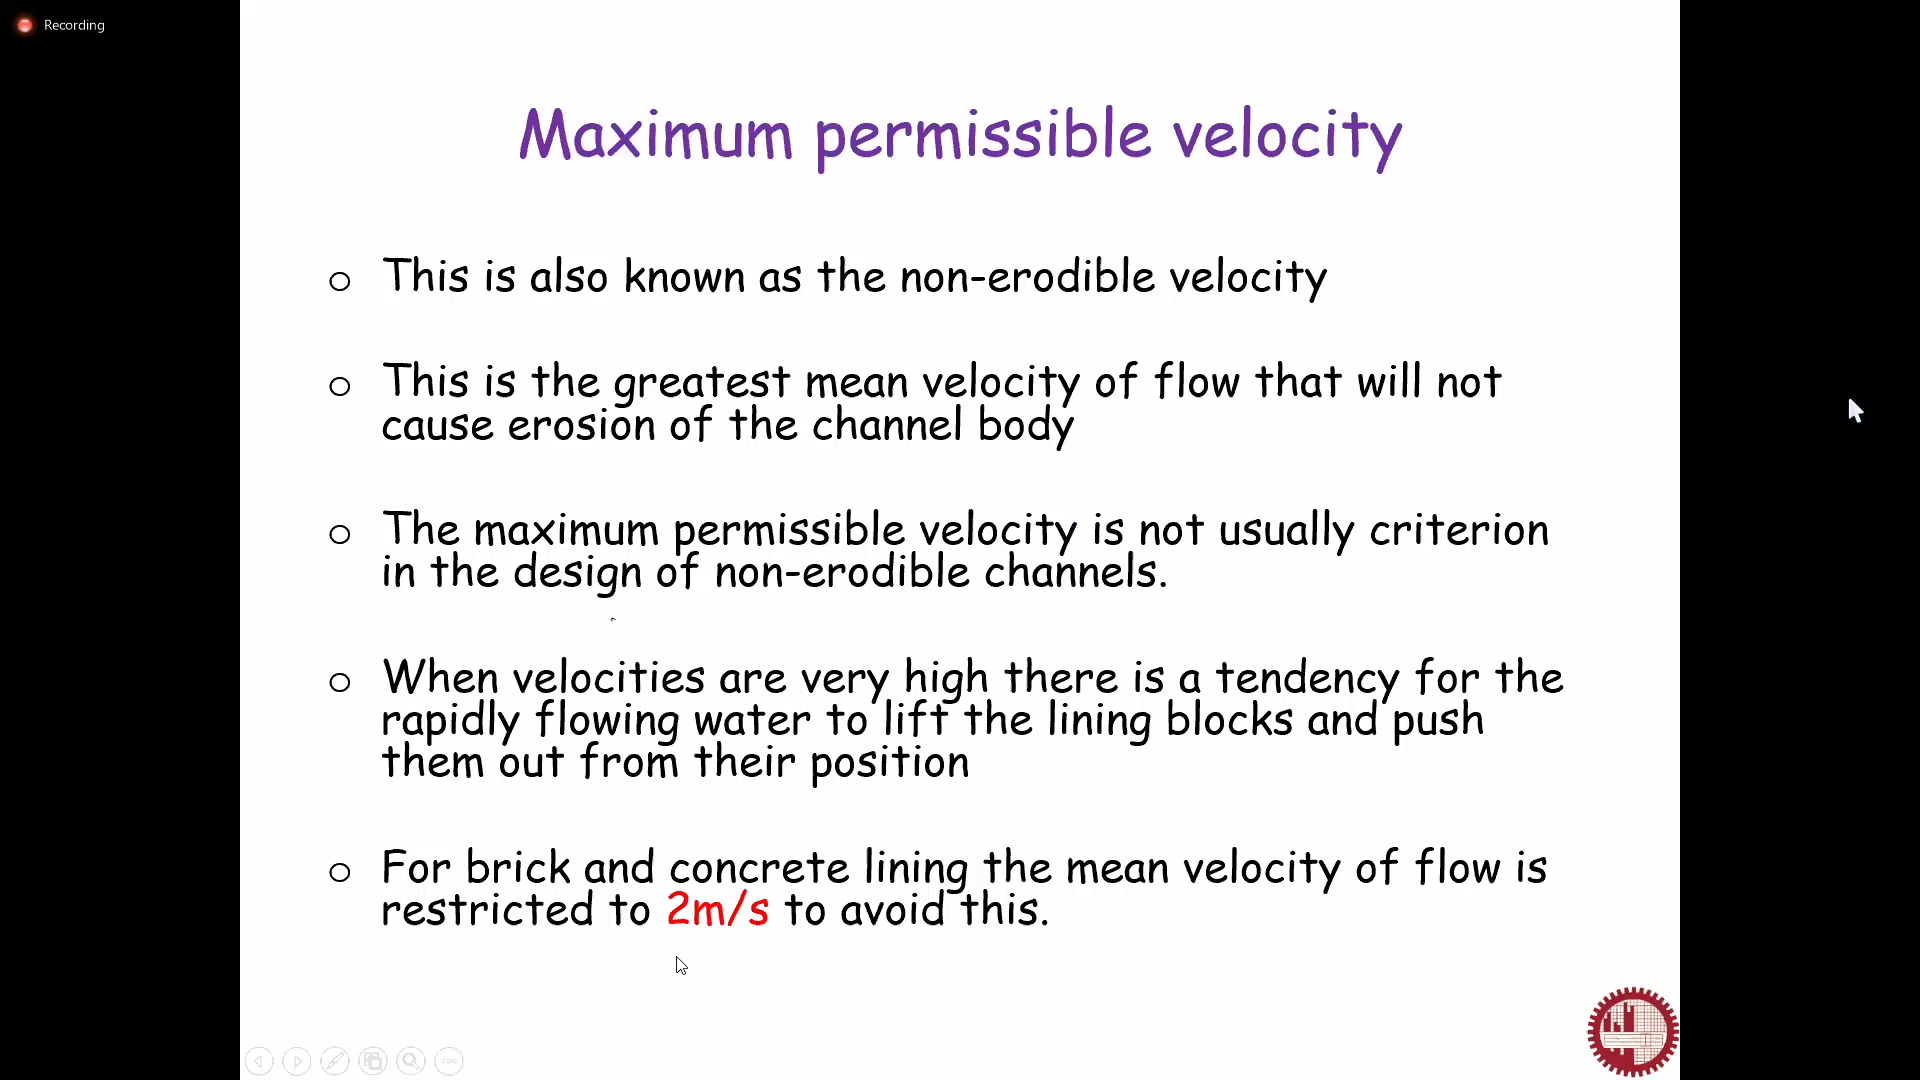 Recording
Maximum permissible velocity
o This is also known as the non-erodible velocity
o This is the greatest mean velocity of flow that will not
cause erosion of the channel body
o The maximum permissible velocity is not usually criterion
in the design of non-erodible channels.
o When velocities are very high there is a tendency for the
rapidly flowing water to lift the lining blocks and push
them out from their position
o For brick and concrete lining the mean velocity of flow is
restricted to 2m/s to avoid this.